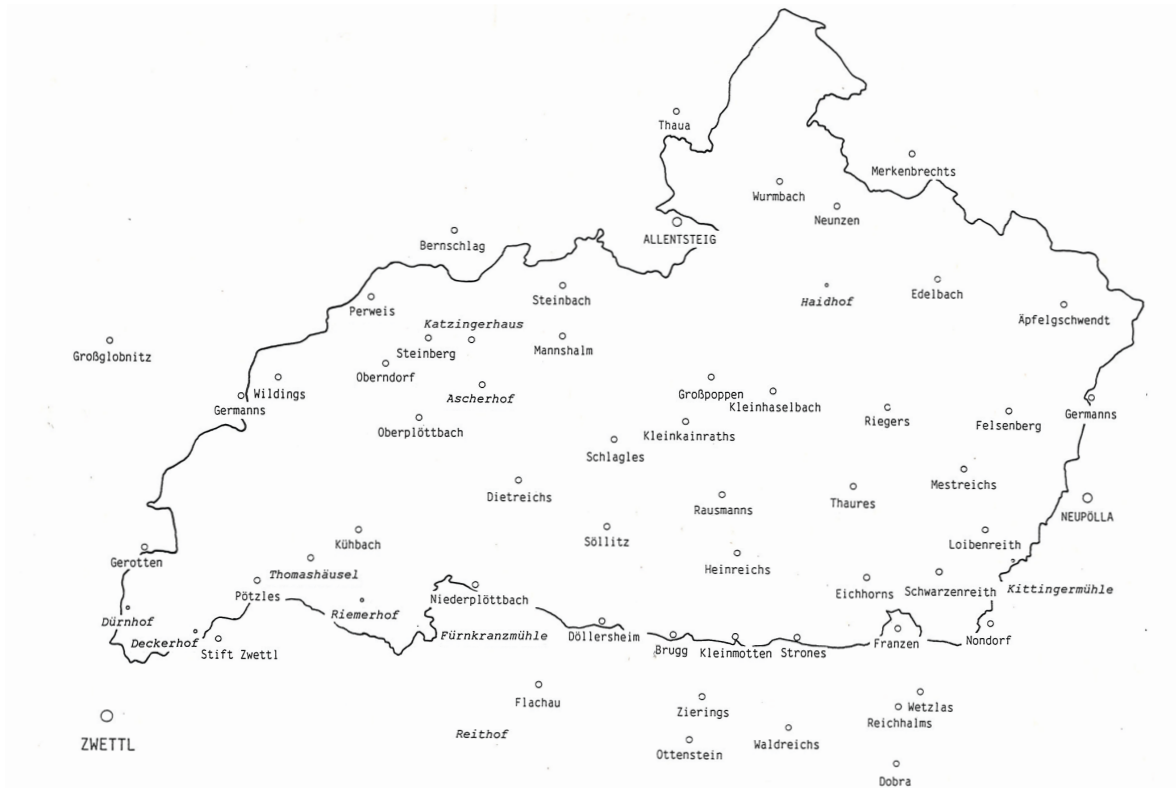 Thaua
Merkenbrechts
Wurmbach
Neunzen
ALLENTSTEIG
Bernschlag
Steinbach
Haidhof
Edelbach
Perweis
Äpfelgschwendt
Katzingerhaus
Großglobnitz
Steinberg
Mannshalm
Oberndorf
Wildings
Ascherhof
Großpoppen
Kleinhaselbach
Germanns
Germanns
Riegers
Felsenberg
Oberplöttbach
Kleinkainraths
Schlagles
Mestreichs
Dietreichs
Rausmanns
Thaures
NEUPÖLLA
Kühbach
Söllitz
Loibenreith
Gerotten
Heinreichs
Thomashäusel
Eichhorns
Schwarzenreith
Kittingermühle
Pötzles
Niederplöttbach
Riemerhof
Dürnhof
Fürnkranzmühle
Döllersheim
Deckerhof
Stift Zwettl
Brugg
Kleinmotten
Strones
Franzen
Nondorf
Flachau
Zierings
Wetzlas
Reichhalms
Reithof
ZWETTL
Waldreichs
Ottenstein
Dobra